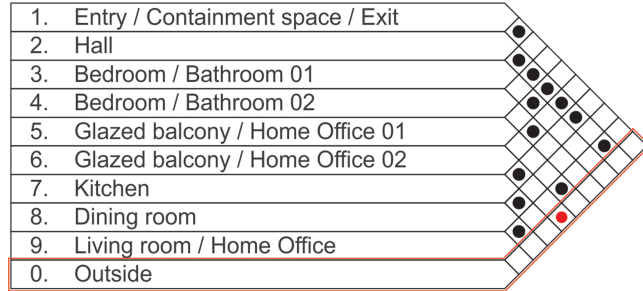 1. Entry / Containment space / Exit
2. Hall
3. Bedroom / Bathroom 01
4. Bedroom / Bathroom 02
5. Glazed balcony / Home Office 01
6. Glazed balcony / Home Office 02
7. Kitchen
8. Dining room
9. Living room / Home Office
0. Outside